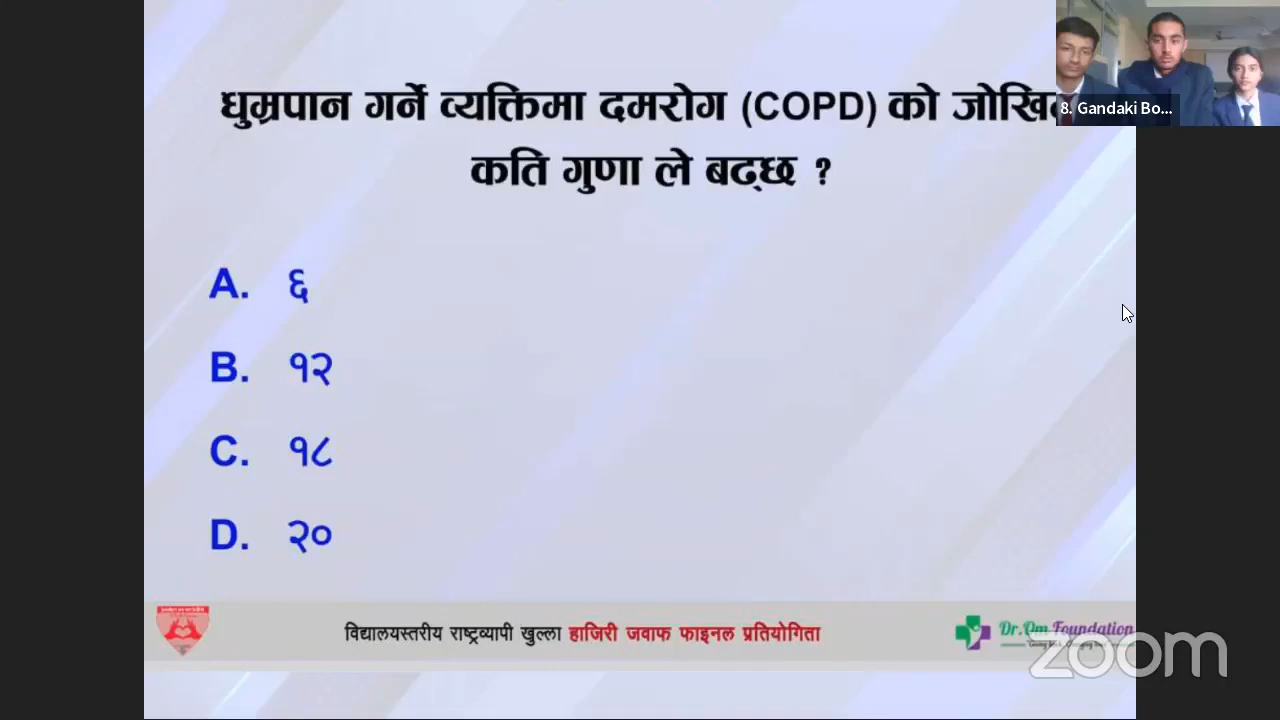 धुम्रपान गर्ने व्यक्तिमा दमरोग (COPD) को
कति गुणा ले बढ्छ ?
8. Gandaki Bo...
A. ६
B. १२
C. १८
D. २०
विद्यालयस्तरीय राष्ट्रव्यापी खुल्ला हाजिरी जवाफ फाइनल प्रतियोगिता
Dr.Om Foundation
zoom